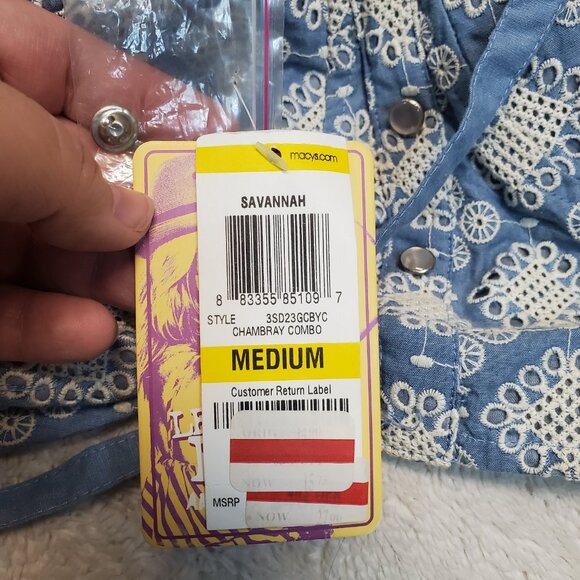 macys.com
SAVANNAH
8 83355 85109 7
STYLE 3SD23GCBYC
CHAMBRAY COMBO
MEDIUM
Customer Return Label
MSRP
NOW
NOW